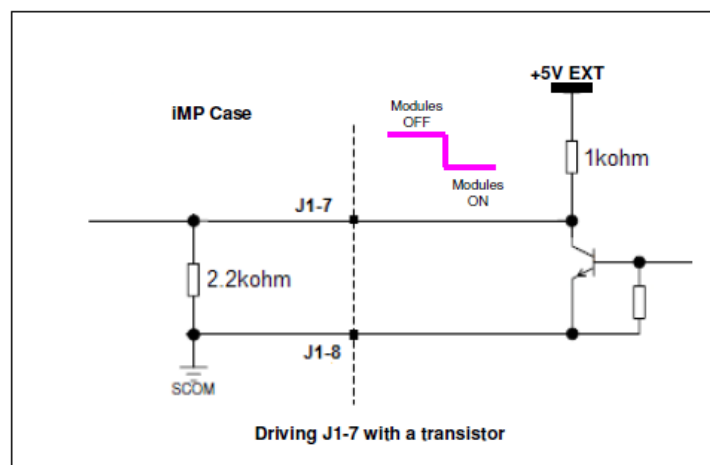 +5V EXT
iMP Case
Modules
OFF
1kohm
Modules
ON
J1-7
2.2kohm
J1-8
SCOM
Driving J1-7 with a transistor